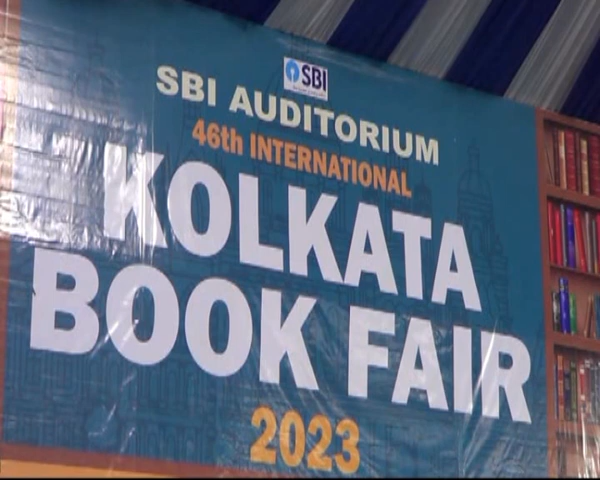 SBI
SBI AUDITORIUM
46th INTERNATIONAL
KOLKATA
BOOK FAIR
2023